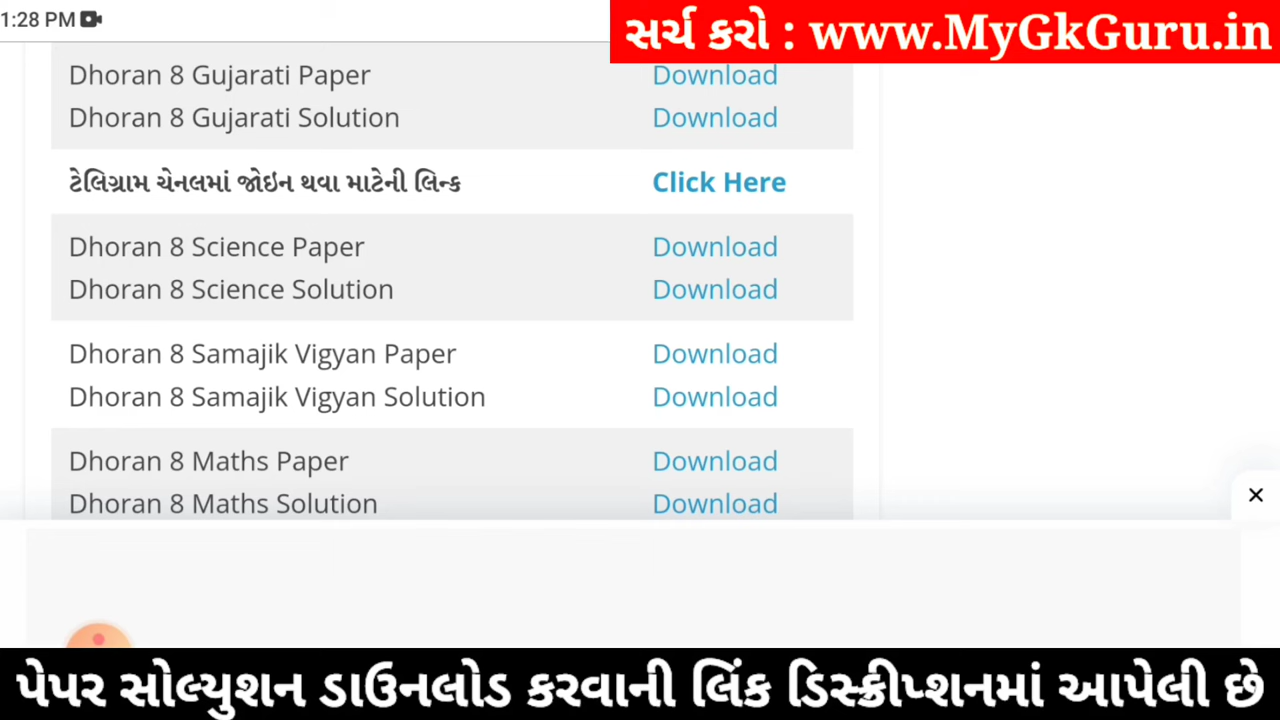 1:28 PM
સર્ચ કરો : www.MyGkGuru.in
Dhoran 8 Gujarati Paper Download
Dhoran 8 Gujarati Solution Download
ટેલિગ્રામ ચેનલમાં જોઇન થવા માટેની લિન્ક Click Here
Dhoran 8 Science Paper Download
Dhoran 8 Science Solution Download
Dhoran 8 Samajik Vigyan Paper Download
Dhoran 8 Samajik Vigyan Solution Download
Dhoran 8 Maths Paper Download
Dhoran 8 Maths Solution Download
પેપર સોલ્યુશન ડાઉનલોડ કરવાની લિંક ડિસ્ક્રીપ્શનમાં આપેલી છે